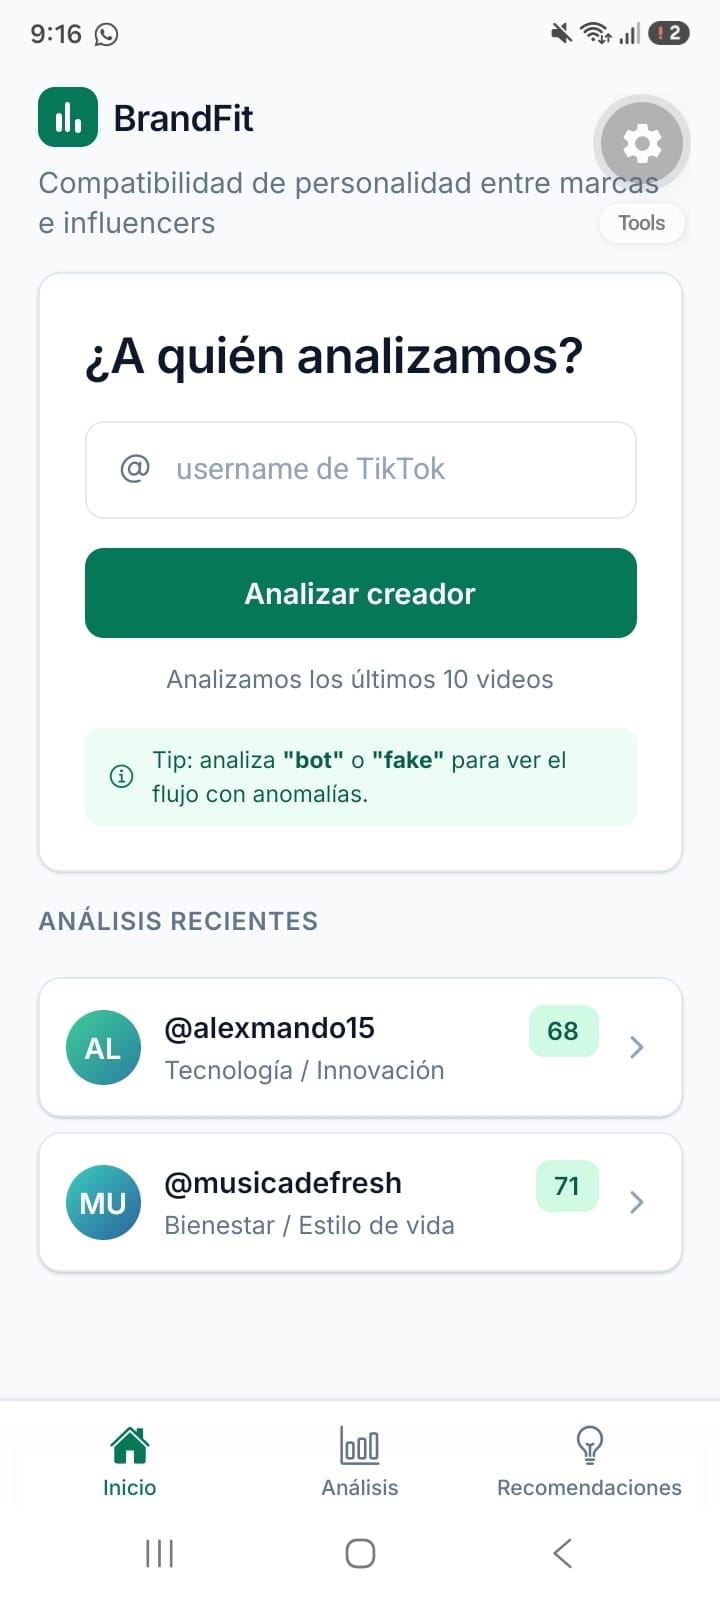 9:16
! 2
BrandFit
Compatibilidad de personalidad entre marcas
e influencers
Tools
¿A quién analizamos?
@ username de TikTok
Analizar creador
Analizamos los últimos 10 videos
Tip: analiza "bot" o "fake" para ver el
flujo con anomalías.
ANÁLISIS RECIENTES
AL
@alexmando15
68
Tecnología / Innovación
MU
@musicadefresh
71
Bienestar / Estilo de vida
Inicio
Análisis
Recomendaciones